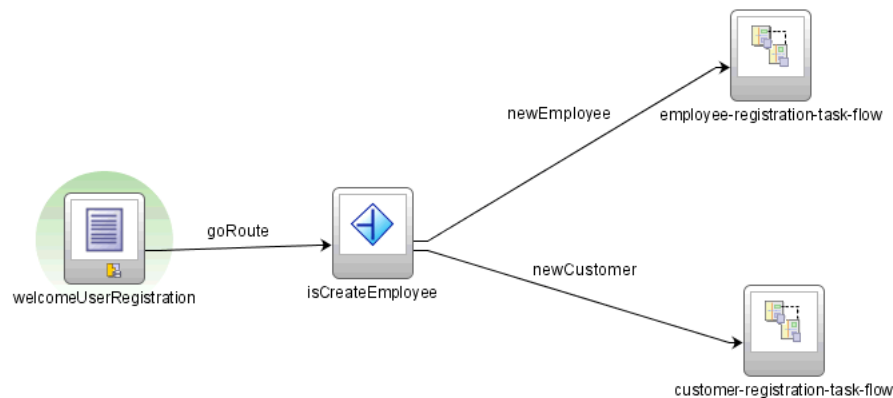 employee-registration-task-flow
newEmployee
goRoute
welcomeUserRegistration
isCreateEmployee
newCustomer
customer-registration-task-flow